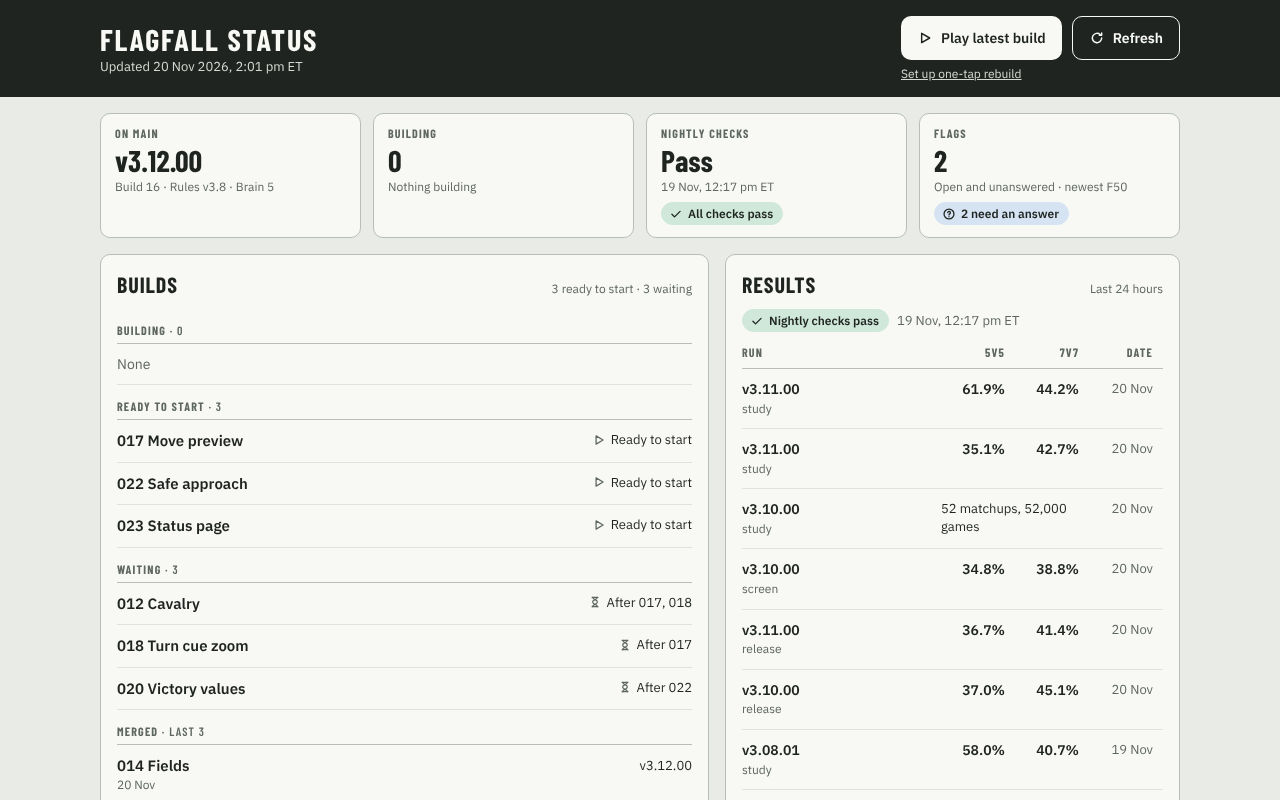 FLAGFALL STATUS
Updated 20 Nov 2026, 2:01 pm ET
Play latest build
Refresh
Set up one-tap rebuild
ON MAIN
v3.12.00
Build 16 · Rules v3.8 · Brain 5
BUILDING
0
Nothing building
NIGHTLY CHECKS
Pass
19 Nov, 12:17 pm ET
All checks pass
FLAGS
2
Open and unanswered · newest F50
2 need an answer
BUILDS
3 ready to start · 3 waiting
BUILDING · 0
None
READY TO START · 3
017 Move preview Ready to start
022 Safe approach Ready to start
023 Status page Ready to start
WAITING · 3
012 Cavalry After 017, 018
018 Turn cue zoom After 017
020 Victory values After 022
MERGED · LAST 3
014 Fields v3.12.00
20 Nov
RESULTS
Last 24 hours
Nightly checks pass 19 Nov, 12:17 pm ET
RUN 5V5 7V7 DATE
v3.11.00 61.9% 44.2% 20 Nov
study
v3.11.00 35.1% 42.7% 20 Nov
study
v3.10.00 52 matchups, 52,000 20 Nov
study games
v3.10.00 34.8% 38.8% 20 Nov
screen
v3.11.00 36.7% 41.4% 20 Nov
release
v3.10.00 37.0% 45.1% 20 Nov
release
v3.08.01 58.0% 40.7% 19 Nov
study